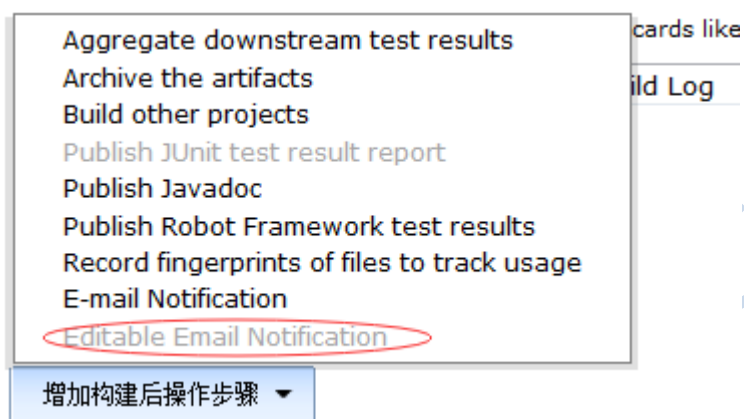 Aggregate downstream test results
cards like
Archive the artifacts
ild Log
Build other projects
Publish JUnit test result report
Publish Javadoc
Publish Robot Framework test results
Record fingerprints of files to track usage
E-mail Notification
Editable Email Notification
增加构建后操作步骤